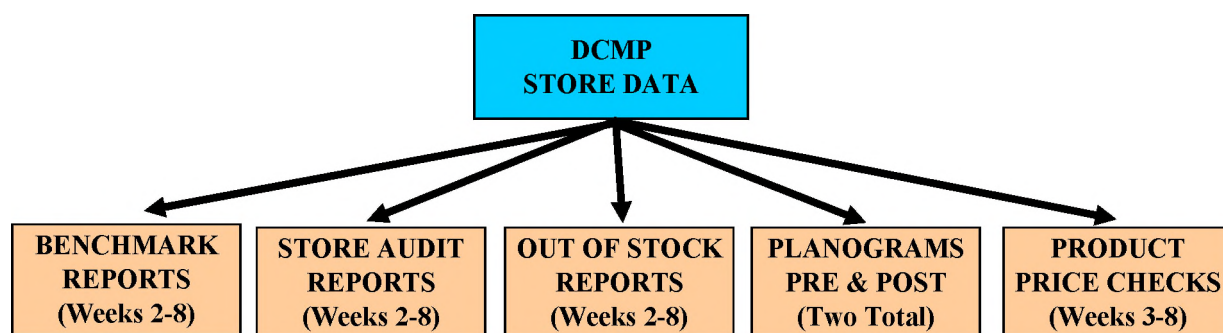 DCMP
STORE DATA
BENCHMARK
REPORTS
(Weeks 2-8)
STORE AUDIT
REPORTS
(Weeks 2-8)
OUT OF STOCK
REPORTS
(Weeks 2-8)
PLANOGRAMS
PRE & POST
(Two Total)
PRODUCT
PRICE CHECKS
(Weeks 3-8)